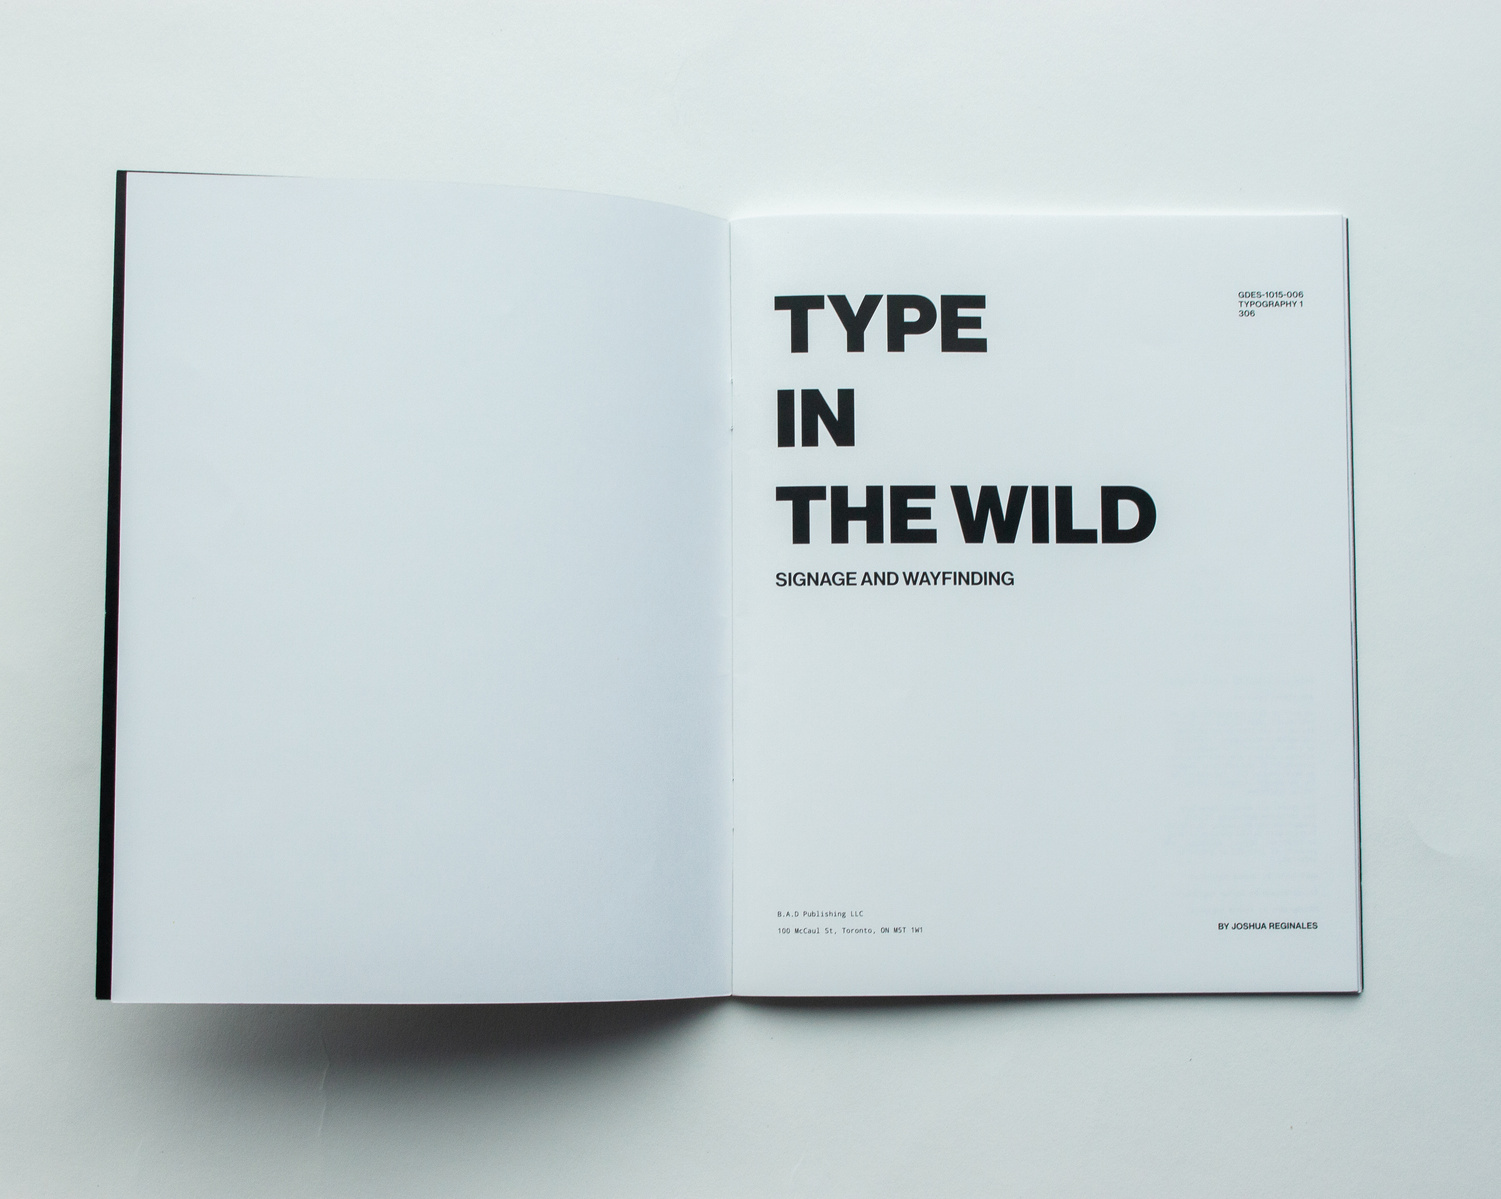 TYPE
IN
THE WILD
SIGNAGE AND WAYFINDING
GDES-1015-006
TYPOGRAPHY 1
306
B.A.D Publishing LLC
100 McCaul St, Toronto, ON M5T 1W1
BY JOSHUA REGINALES